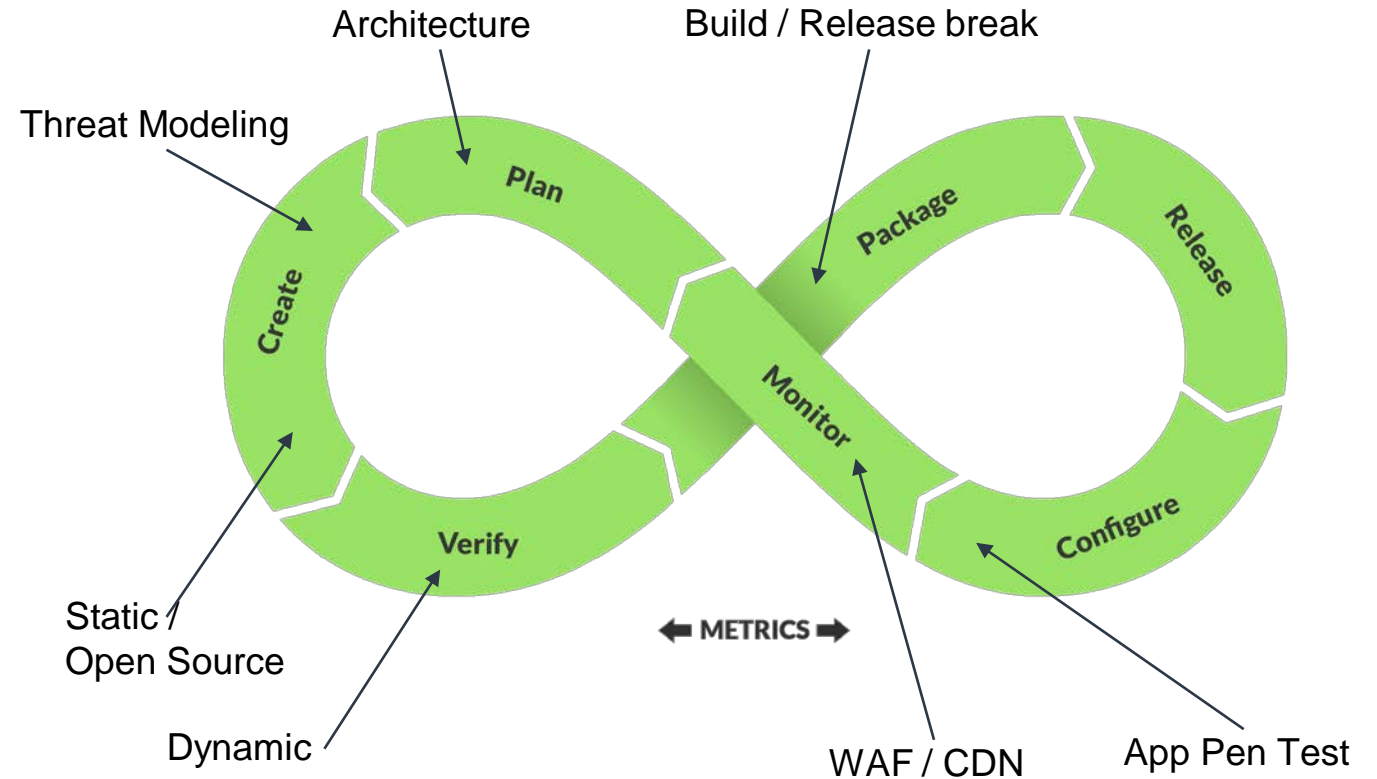 Architecture
Build / Release break
Threat Modeling
Plan
Package
Release
Create
Monitor
Configure
Verify
Static /
Open Source
METRICS
Dynamic
WAF / CDN
App Pen Test